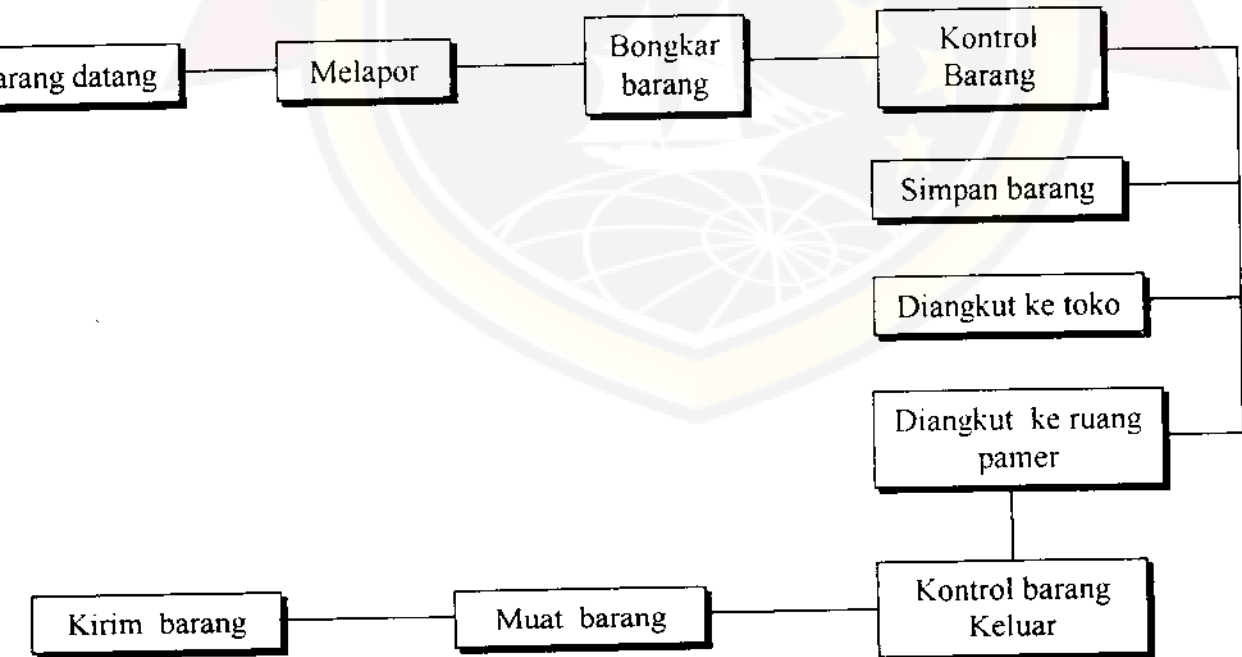 arang datang
Melapor
Bongkar
barang
Kontrol
Barang
Simpan barang
Diangkut ke toko
Diangkut ke ruang
pamer
Kontrol barang
Keluar
Muat barang
Kirim barang